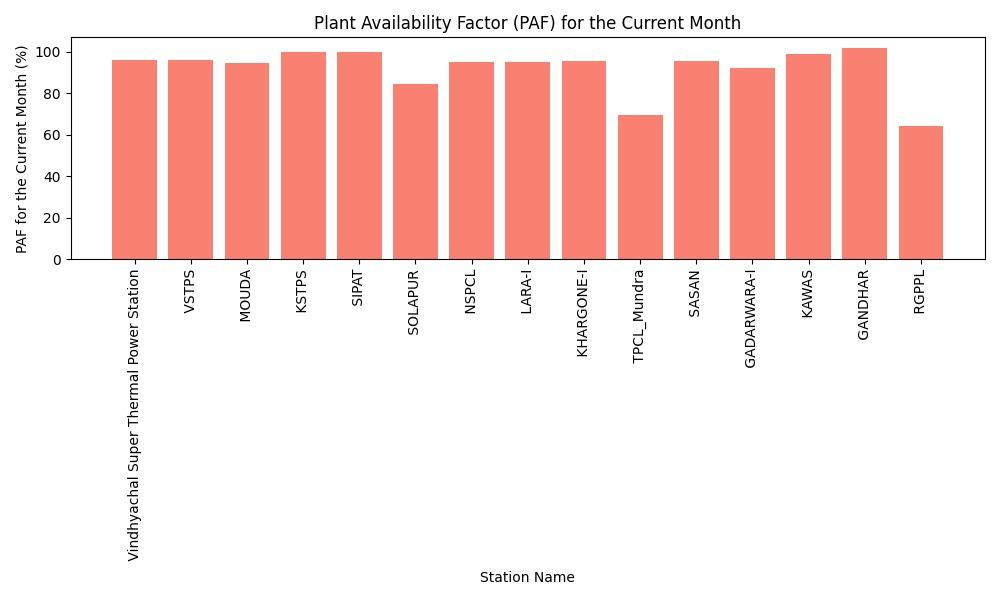 Plant Availability Factor (PAF) for the Current Month
PAF for the Current Month (%)
100
80
60
40
20
0
Vindhyachal Super Thermal Power Station
VSTPS
MOUDA
KSTPS
SIPAT
SOLAPUR
NSPCL
LARA-I
KHARGONE-I
TPCL_Mundra
SASAN
GADARWARA-I
KAWAS
GANDHAR
RGPPL
Station Name